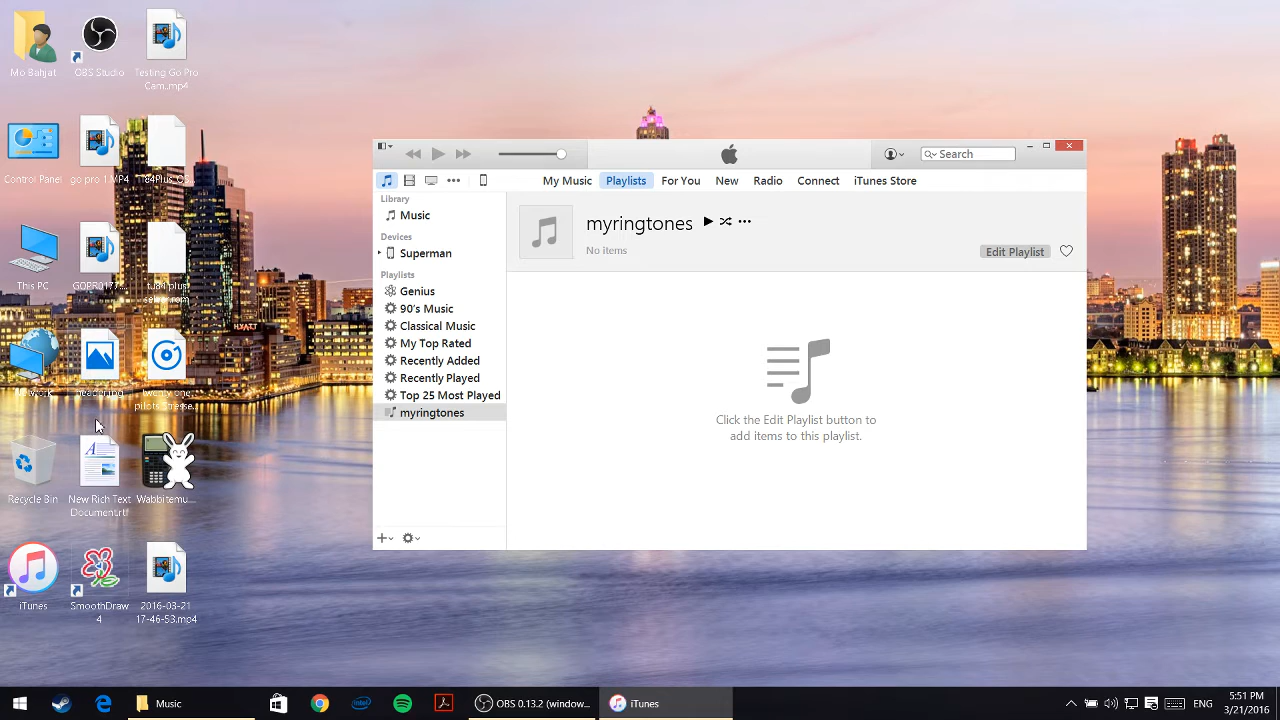 Mo Bahjat
OBS Studio
Testing Go Pro
Cam..mp4
Control Panel
go pro 1.MP4
This PC
Recycle Bin
New Rich Text
Document.rtf
Wabbitemu...
iTunes
SmoothDraw
4
2016-03-21
17-46-53.mp4
HYATT
Search
My Music
Playlists
For You
New
Radio
Connect
iTunes Store
Library
Music
Devices
Superman
Playlists
Genius
90's Music
Classical Music
My Top Rated
Recently Added
Recently Played
Top 25 Most Played
myringtones
myringtones
No items
Edit Playlist
Click the Edit Playlist button to
add items to this playlist.
Music
intel
OBS 0.13.2 (window...
iTunes
ENG
5:51 PM
3/21/2016